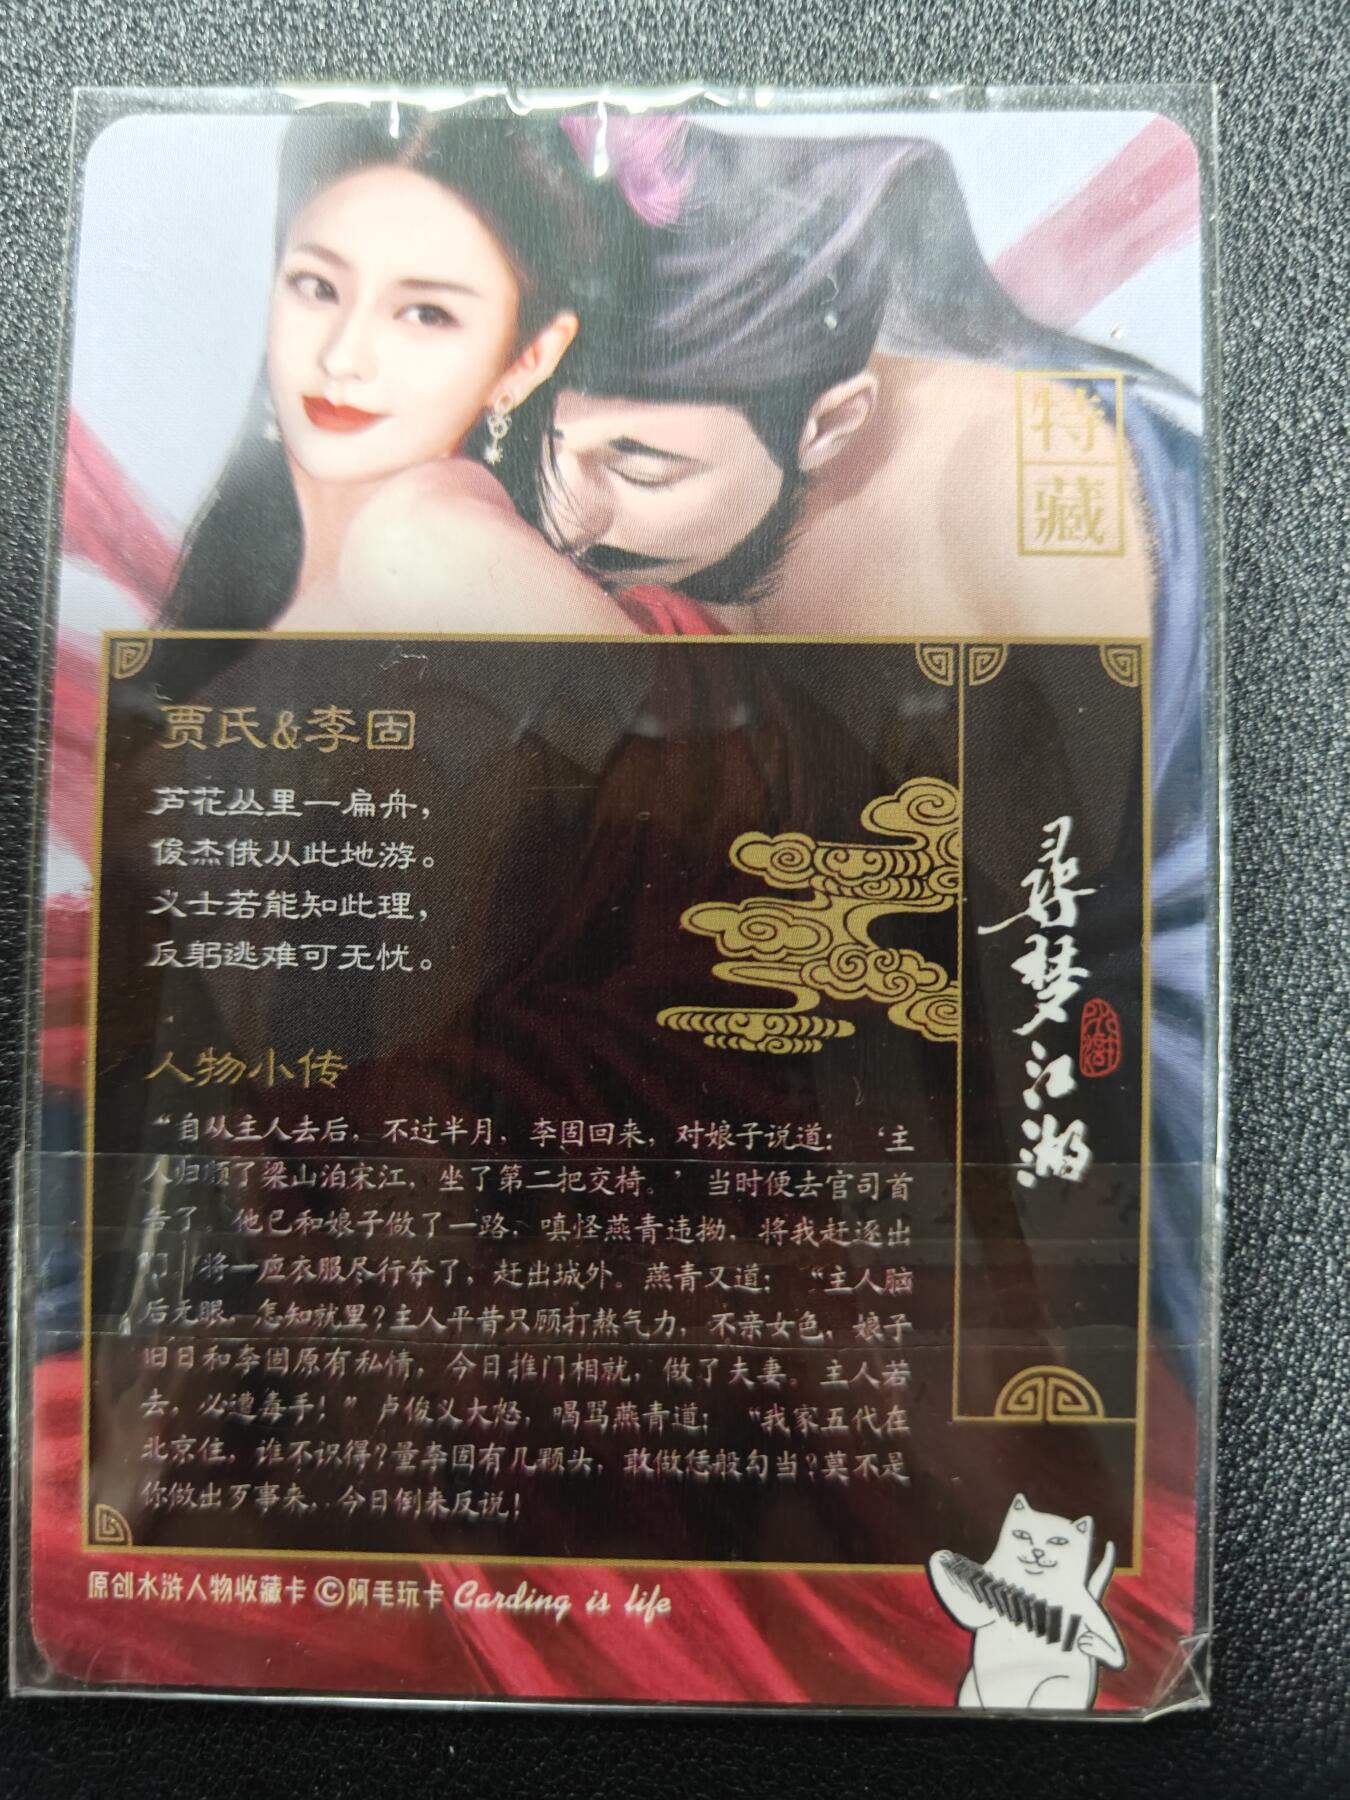 特藏
贾氏&李固
芦花丛里一扁舟，
俊杰俄从此地游。
义士若能知此理，
反躬逃难可无忧。
人物小传
“自从主人去后，不过半月，李固回来，对娘子说道：‘主
人归顺了梁山泊宋江，坐了第二把交椅。’当时便去官司首
告了。他已和娘子做了一路，嗔怪燕青违拗，将我赶逐出
门，将一应衣服尽行夺了，赶出城外。燕青又道：“主人脑
后无眼，怎知就里？主人平昔只顾打熬气力，不亲女色，娘子
旧日和李固原有私情，今日推门相就，做了夫妻。主人若
去，必遭毒手！”卢俊义大怒，喝骂燕青道：“我家五代在
北京住，谁不识得？量李固有几颗头，敢做恁般勾当？莫不是
你做出歹事来，今日倒来反说！
寻梦江湖
水浒
原创水浒人物收藏卡©阿毛玩卡 Carding is life